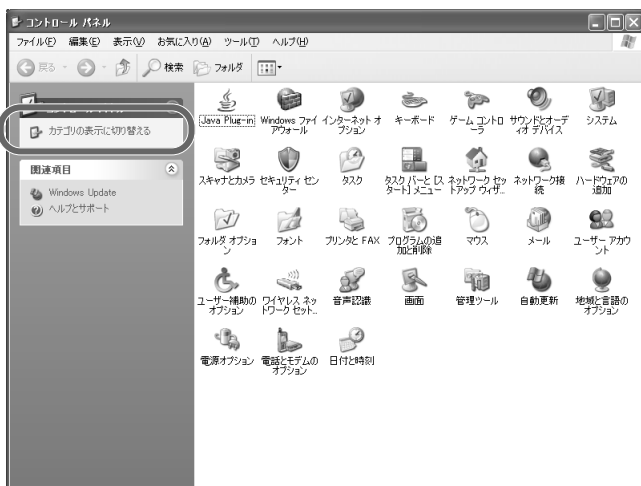 コントロール パネル
ファイル(F) 編集(E) 表示(V) お気に入り(A) ツール(T) ヘルプ(H)
戻る 検索 フォルダ
カテゴリの表示に切り替える
関連項目
Windows Update
ヘルプとサポート
Java Plug-in
Windows ファイ
アウォール
インターネット オ
プション
キーボード
ゲーム コントロ
ーラ
サウンドとオーデ
ィオ デバイス
システム
スキャナとカメラ
セキュリティ セン
ター
タスク
タスク バーと [ス
タート] メニュー
ネットワーク セッ
トアップ ウィザ...
ネットワーク接
続
ハードウェアの
追加
フォルダ オプショ
ン
フォント
プリンタと FAX
プログラムの追
加と削除
マウス
メール
ユーザー アカウ
ント
ユーザー補助の
オプション
ワイヤレス ネッ
トワーク セット...
音声認識
画面
管理ツール
自動更新
地域と言語の
オプション
電源オプション
電話とモデムの
オプション
日付と時刻